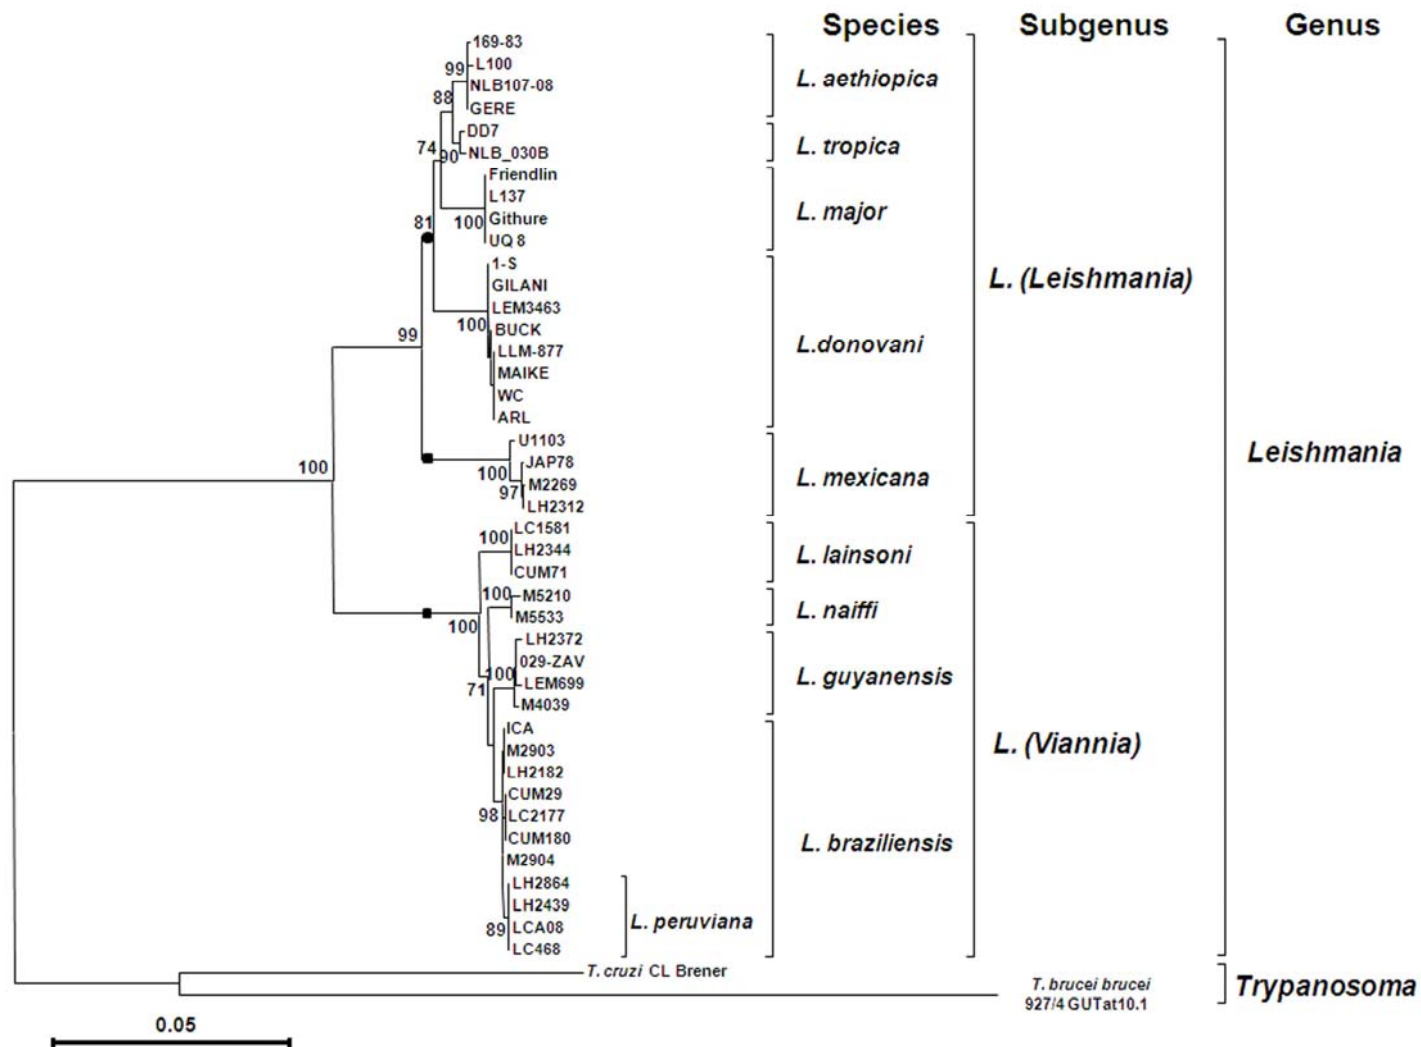 Species Subgenus Genus
169-83
L100
99
NLB107-08
L. aethiopica
88
GERE
DD7
74
90
NLB_030B
L. tropica
Friendlin
L137
L. major
81
100
Githure
UQ 8
1-S
L. (Leishmania)
GILANI
LEM3463
100
BUCK
99
L.donovani
LLM-877
MAIKE
WC
ARL
U1103
Leishmania
100
JAP78
100
97
M2269
L. mexicana
LH2312
LC1581
100
LH2344
L. lainsoni
CUM71
100
M5210
L. naiffi
M5533
100
LH2372
029-ZAV
100
LEM699
L. guyanensis
71
M4039
ICA
M2903
L. (Viannia)
LH2182
CUM29
98
LC2177
CUM180
L. braziliensis
M2904
LH2864
LH2439
89
LCA08
L. peruviana
LC468
T. cruzi CL Brener
T. brucei brucei
927/4 GUTat10.1
Trypanosoma
0.05